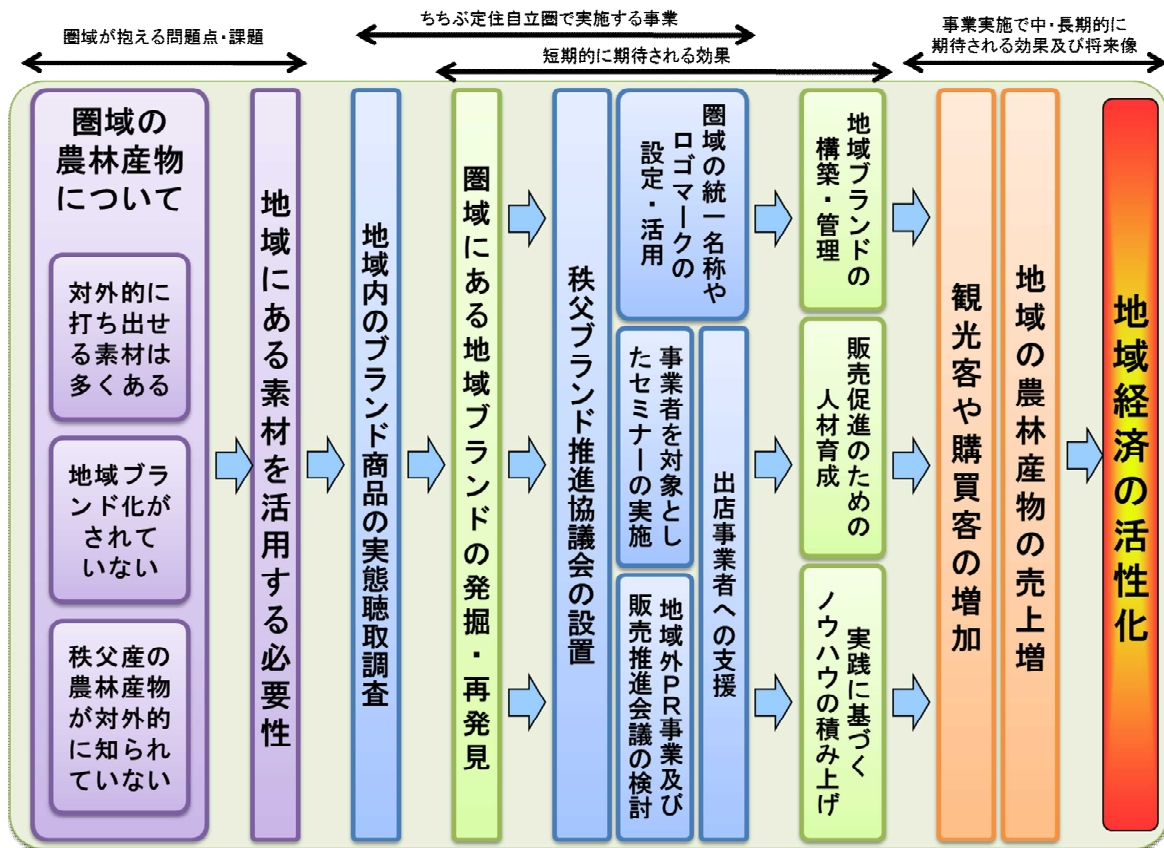 圏域が抱える問題点・課題
ちちぶ定住自立圏で実施する事業
短期的に期待される効果
事業実施で中・長期的に
期待される効果及び将来像
圏域の
農林産物
について
対外的に
打ち出せ
る素材は
多くある
地域ブラ
ンド化が
されて
いない
秩父産の
農林産物
が対外的
に知られ
ていない
地域にある素材を活用する必要性
地域内のブランド商品の実態聴取調査
圏域にある地域ブランドの発掘・再発見
秩父ブランド推進協議会の設置
圏域の統一名称や
ロゴマークの
設定・活用
事業者を対象とし
たセミナーの実施
地域外PR事業及び
販売推進会議の検討
出店事業者への支援
地域ブランドの
構築・管理
販売促進のための
人材育成
実践に基づく
ノウハウの積み上げ
観光客や購買客の増加
地域の農林産物の売上増
地域経済の活性化